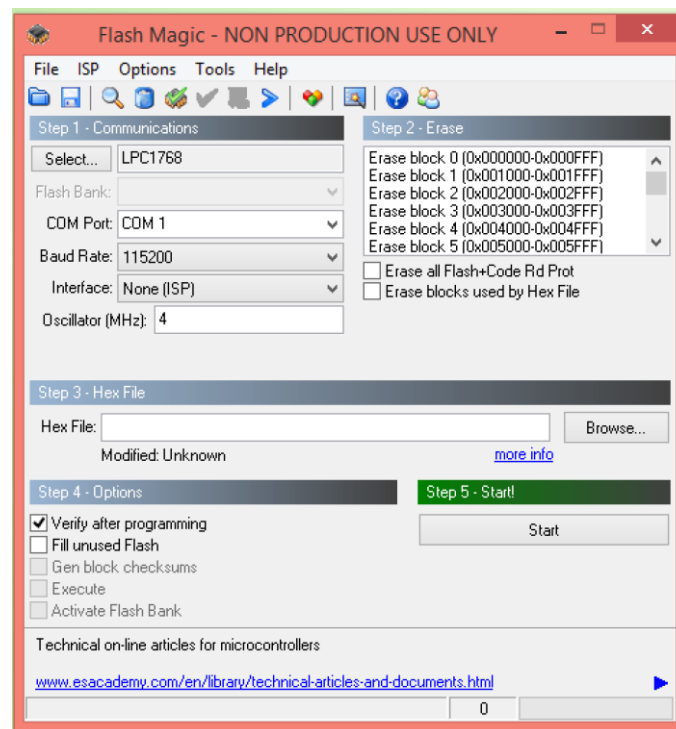 Flash Magic - NON PRODUCTION USE ONLY
File ISP Options Tools Help
Step 1 - Communications
Select... LPC1768
Flash Bank:
COM Port: COM 1
Baud Rate: 115200
Interface: None (ISP)
Oscillator (MHz): 4
Step 2 - Erase
Erase block 0 (0x000000-0x000FFF)
Erase block 1 (0x001000-0x001FFF)
Erase block 2 (0x002000-0x002FFF)
Erase block 3 (0x003000-0x003FFF)
Erase block 4 (0x004000-0x004FFF)
Erase block 5 (0x005000-0x005FFF)
Erase all Flash+Code Rd Prot
Erase blocks used by Hex File
Step 3 - Hex File
Hex File: Browse...
Modified: Unknown more info
Step 4 - Options
Verify after programming
Fill unused Flash
Gen block checksums
Execute
Activate Flash Bank
Step 5 - Start!
Start
Technical on-line articles for microcontrollers
www.esacademy.com/en/library/technical-articles-and-documents.html
0